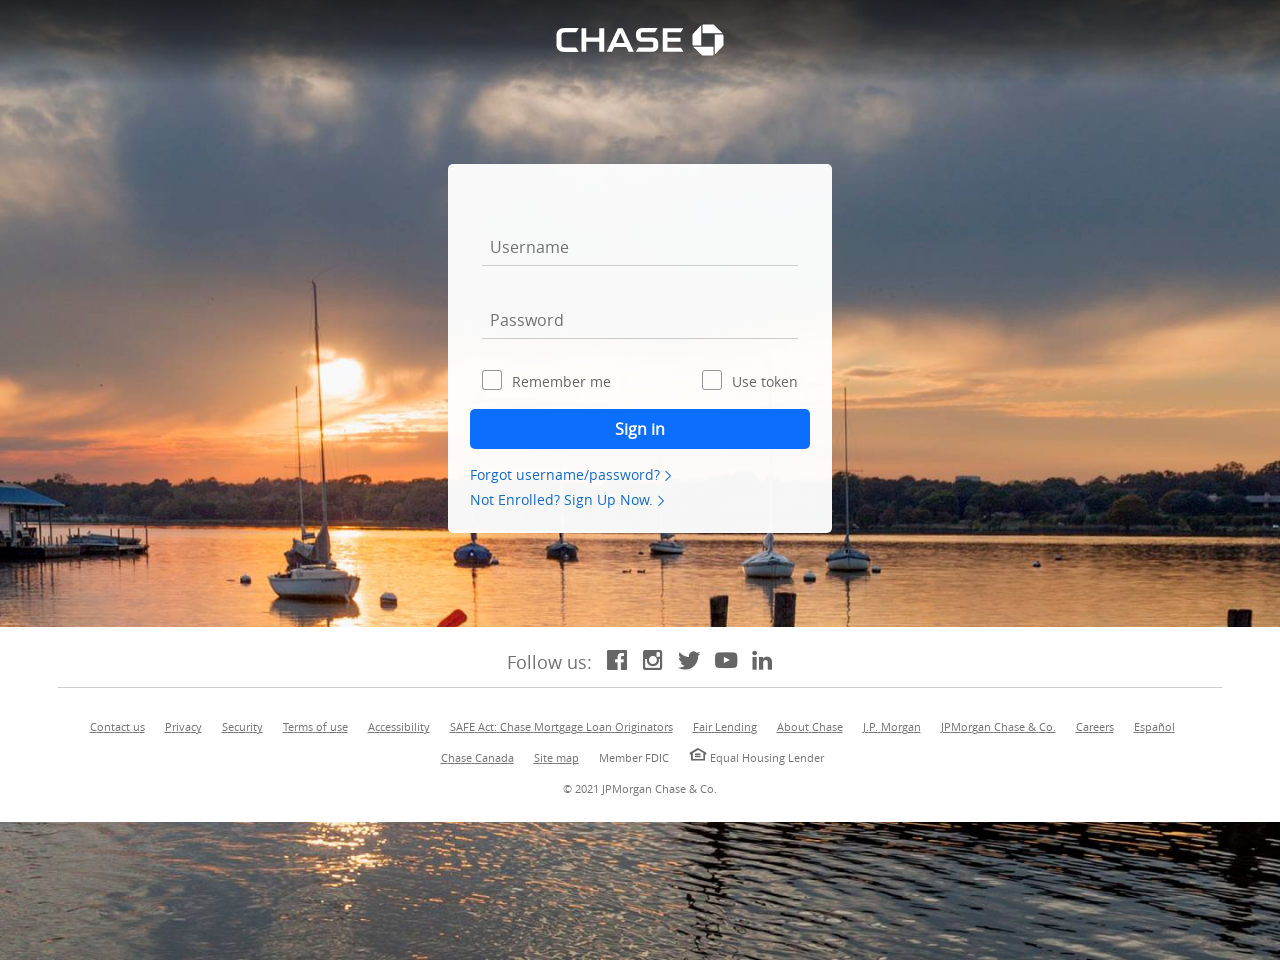 CHASE
Username
Password
Remember me
Use token
Sign in
Forgot username/password?
Not Enrolled? Sign Up Now.
Follow us:
Contact us Privacy Security Terms of use Accessibility SAFE Act: Chase Mortgage Loan Originators Fair Lending About Chase J.P. Morgan JPMorgan Chase & Co. Careers Español
Chase Canada Site map Member FDIC Equal Housing Lender
© 2021 JPMorgan Chase & Co.